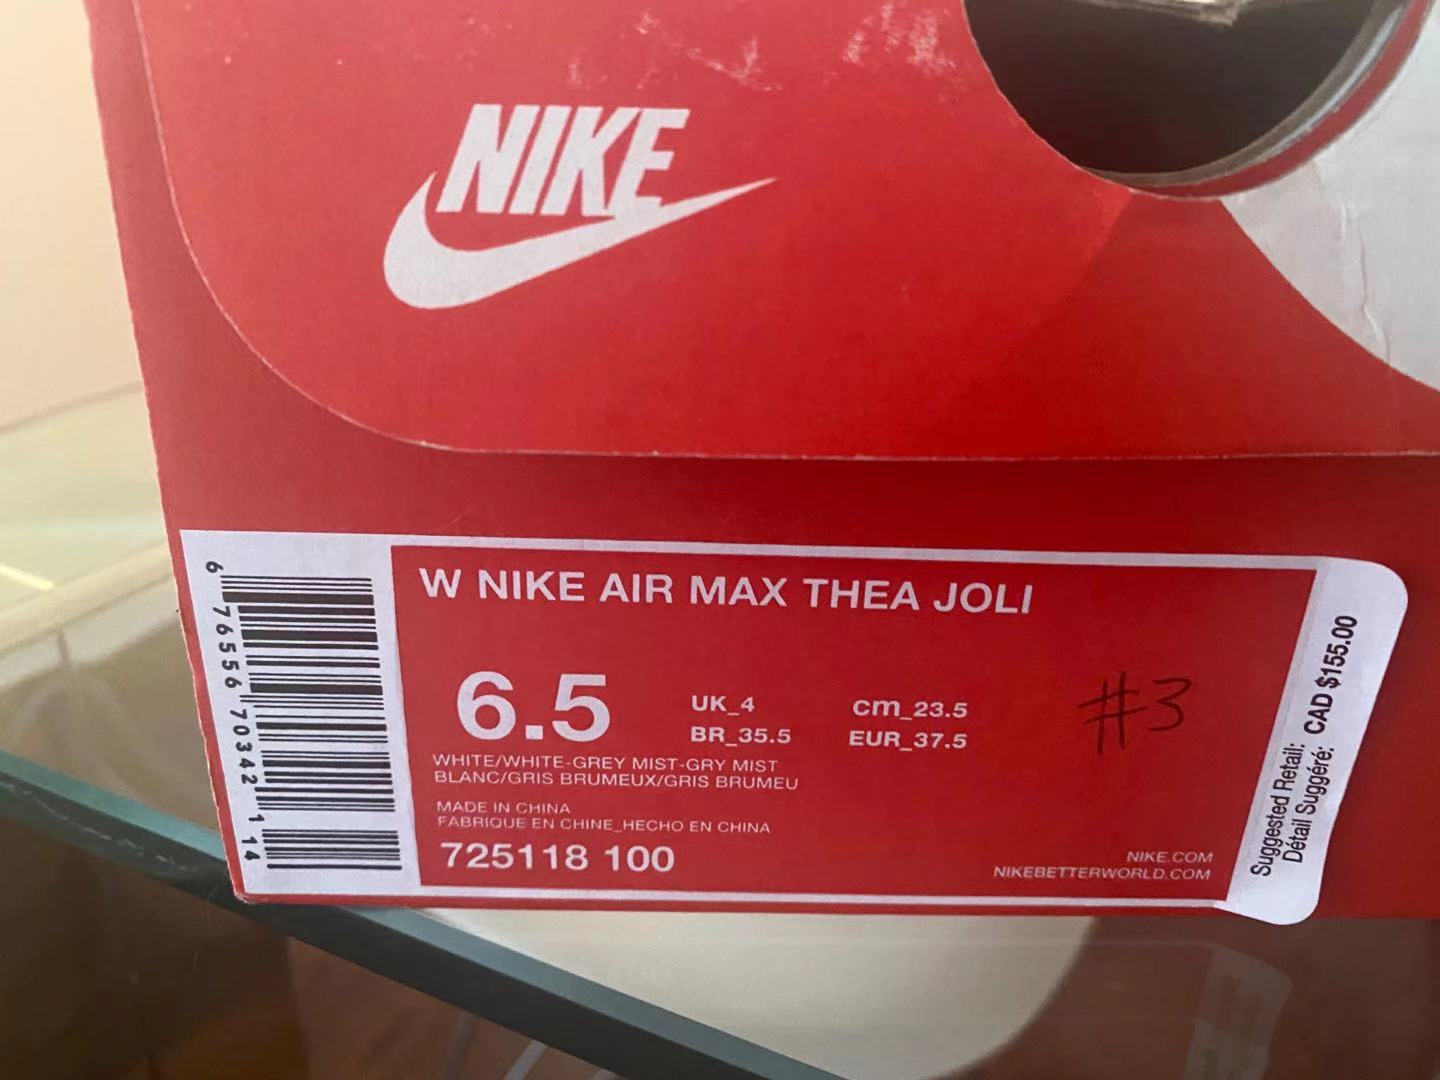 NIKE
6 76556 70342 1 14
W NIKE AIR MAX THEA JOLI
6.5
UK_4 cm_23.5
BR_35.5 EUR_37.5
#3
WHITE/WHITE-GREY MIST-GRY MIST
BLANC/GRIS BRUMEUX/GRIS BRUMEU
MADE IN CHINA
FABRIQUE EN CHINE_HECHO EN CHINA
725118 100
NIKE.COM
NIKEBETTERWORLD.COM
Suggested Retail: CAD $155.00
Détail Suggéré: